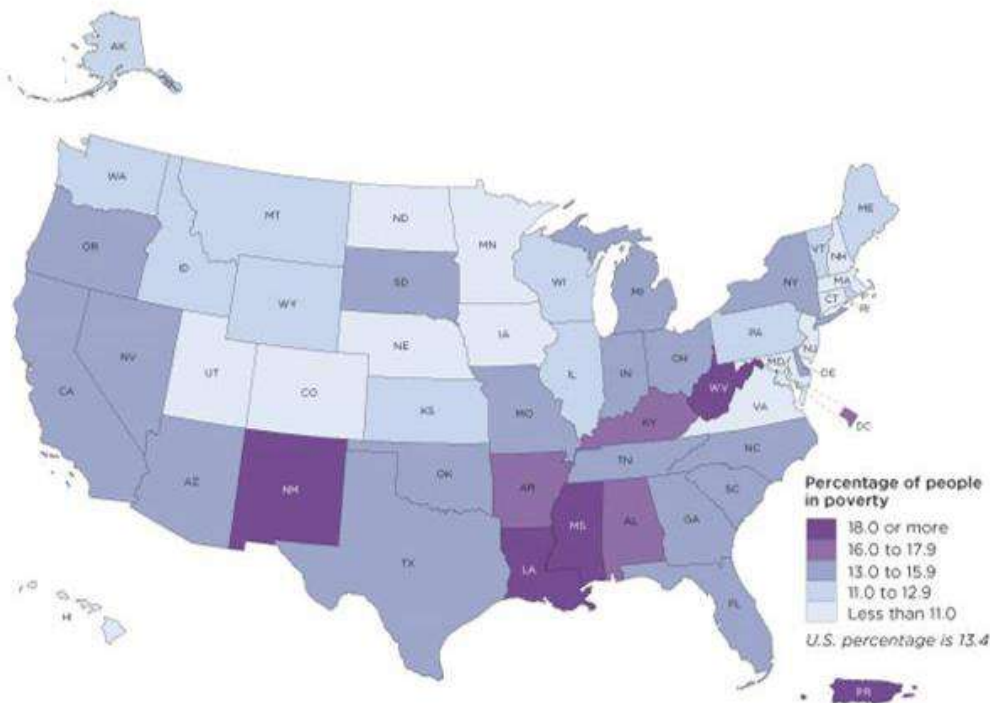 AK
WA
MT
ND
MN
ME
OR
ID
WY
SD
WI
MI
NY
VT
NH
MA
CT
RI
NV
UT
CO
NE
IA
IL
IN
OH
PA
NJ
MD
DE
CA
KS
MO
KY
WV
VA
DC
AZ
NM
OK
AR
TN
NC
SC
TX
LA
MS
AL
GA
FL
HI
Percentage of people
in poverty
18.0 or more
16.0 to 17.9
13.0 to 15.9
11.0 to 12.9
Less than 11.0
U.S. percentage is 13.4
PR